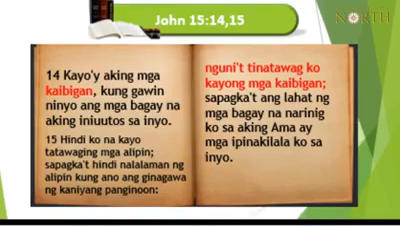 John 15:14,15
NORTH
14 Kayo'y aking mga
kaibigan, kung gawin
ninyo ang mga bagay na
aking iniuutos sa inyo.
15 Hindi ko na kayo
tatawaging mga alipin;
sapagka't hindi nalalaman ng
alipin kung ano ang ginagawa
ng kaniyang panginoon:
nguni't tinatawag ko
kayong mga kaibigan;
sapagka't ang lahat ng
mga bagay na narinig
ko sa aking Ama ay
mga ipinakilala ko sa
inyo.